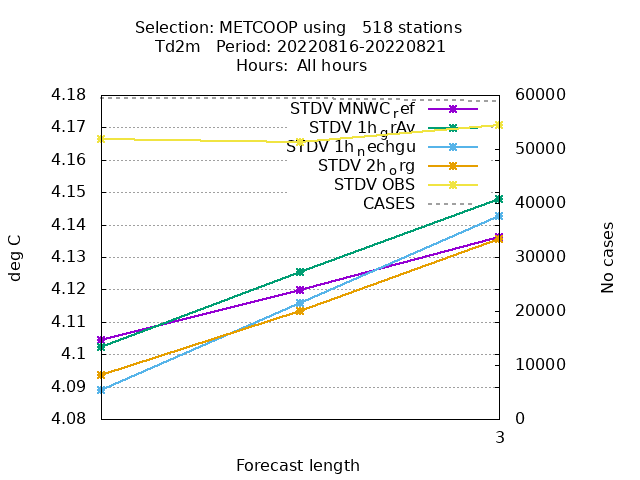 Selection: METCOOP using   518 stations
Td2m   Period: 20220816-20220821
Hours:  All hours
4.18
4.17
4.16
4.15
4.14
4.13
4.12
4.11
4.1
4.09
4.08
deg C
STDV MNWC_ref
STDV 1h_grAv
STDV 1h_nechgu
STDV 2h_org
STDV OBS
CASES
60000
50000
40000
30000
20000
10000
0
No cases
3
Forecast length